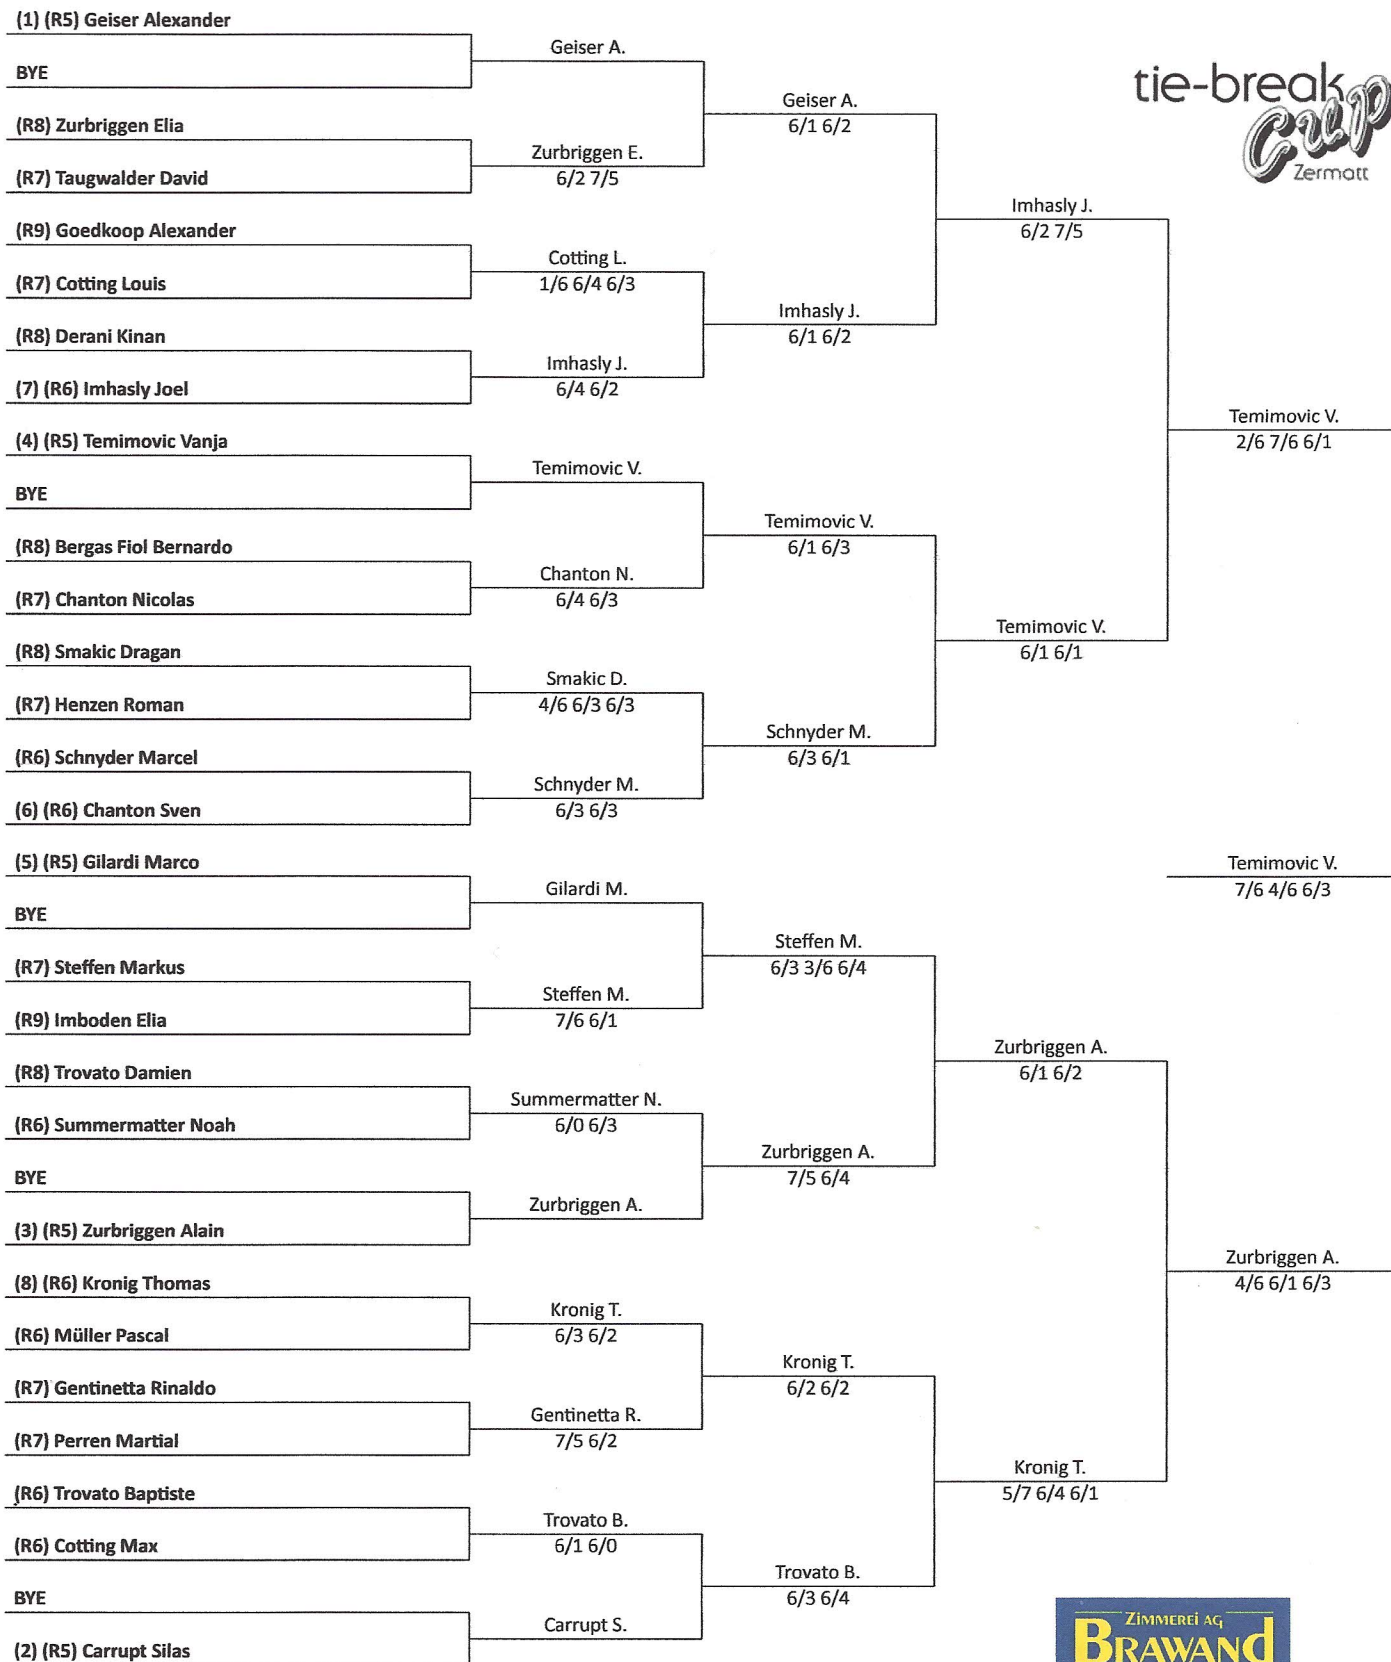 (1) (R5) Geiser Alexander
BYE
(R8) Zurbriggen Elia
(R7) Taugwalder David
(R9) Goedkoop Alexander
(R7) Cotting Louis
(R8) Derani Kinan
(7) (R6) Imhasly Joel
(4) (R5) Temimovic Vanja
BYE
(R8) Bergas Fiol Bernardo
(R7) Chanton Nicolas
(R8) Smakic Dragan
(R7) Henzen Roman
(R6) Schnyder Marcel
(6) (R6) Chanton Sven
(5) (R5) Gilardi Marco
BYE
(R7) Steffen Markus
(R9) Imboden Elia
(R8) Trovato Damien
(R6) Summermatter Noah
BYE
(3) (R5) Zurbriggen Alain
(8) (R6) Kronig Thomas
(R6) Müller Pascal
(R7) Gentinetta Rinaldo
(R7) Perren Martial
(R6) Trovato Baptiste
(R6) Cotting Max
BYE
(2) (R5) Carrupt Silas
Geiser A.
Zurbriggen E.
6/2 7/5
Cotting L.
1/6 6/4 6/3
Imhasly J.
6/4 6/2
Temimovic V.
Chanton N.
6/4 6/3
Smakic D.
4/6 6/3 6/3
Schnyder M.
6/3 6/3
Gilardi M.
Steffen M.
7/6 6/1
Summermatter N.
6/0 6/3
Zurbriggen A.
Kronig T.
6/3 6/2
Gentinetta R.
7/5 6/2
Trovato B.
6/1 6/0
Carrupt S.
Geiser A.
6/1 6/2
Imhasly J.
6/1 6/2
Temimovic V.
6/1 6/3
Schnyder M.
6/3 6/1
Steffen M.
6/3 3/6 6/4
Zurbriggen A.
7/5 6/4
Kronig T.
6/2 6/2
Trovato B.
6/3 6/4
Imhasly J.
6/2 7/5
Temimovic V.
6/1 6/1
Zurbriggen A.
6/1 6/2
Kronig T.
5/7 6/4 6/1
tie-break
Cup
Zermatt
Temimovic V.
2/6 7/6 6/1
Temimovic V.
7/6 4/6 6/3
Zurbriggen A.
4/6 6/1 6/3
ZIMMEREI AG
BRAWAND